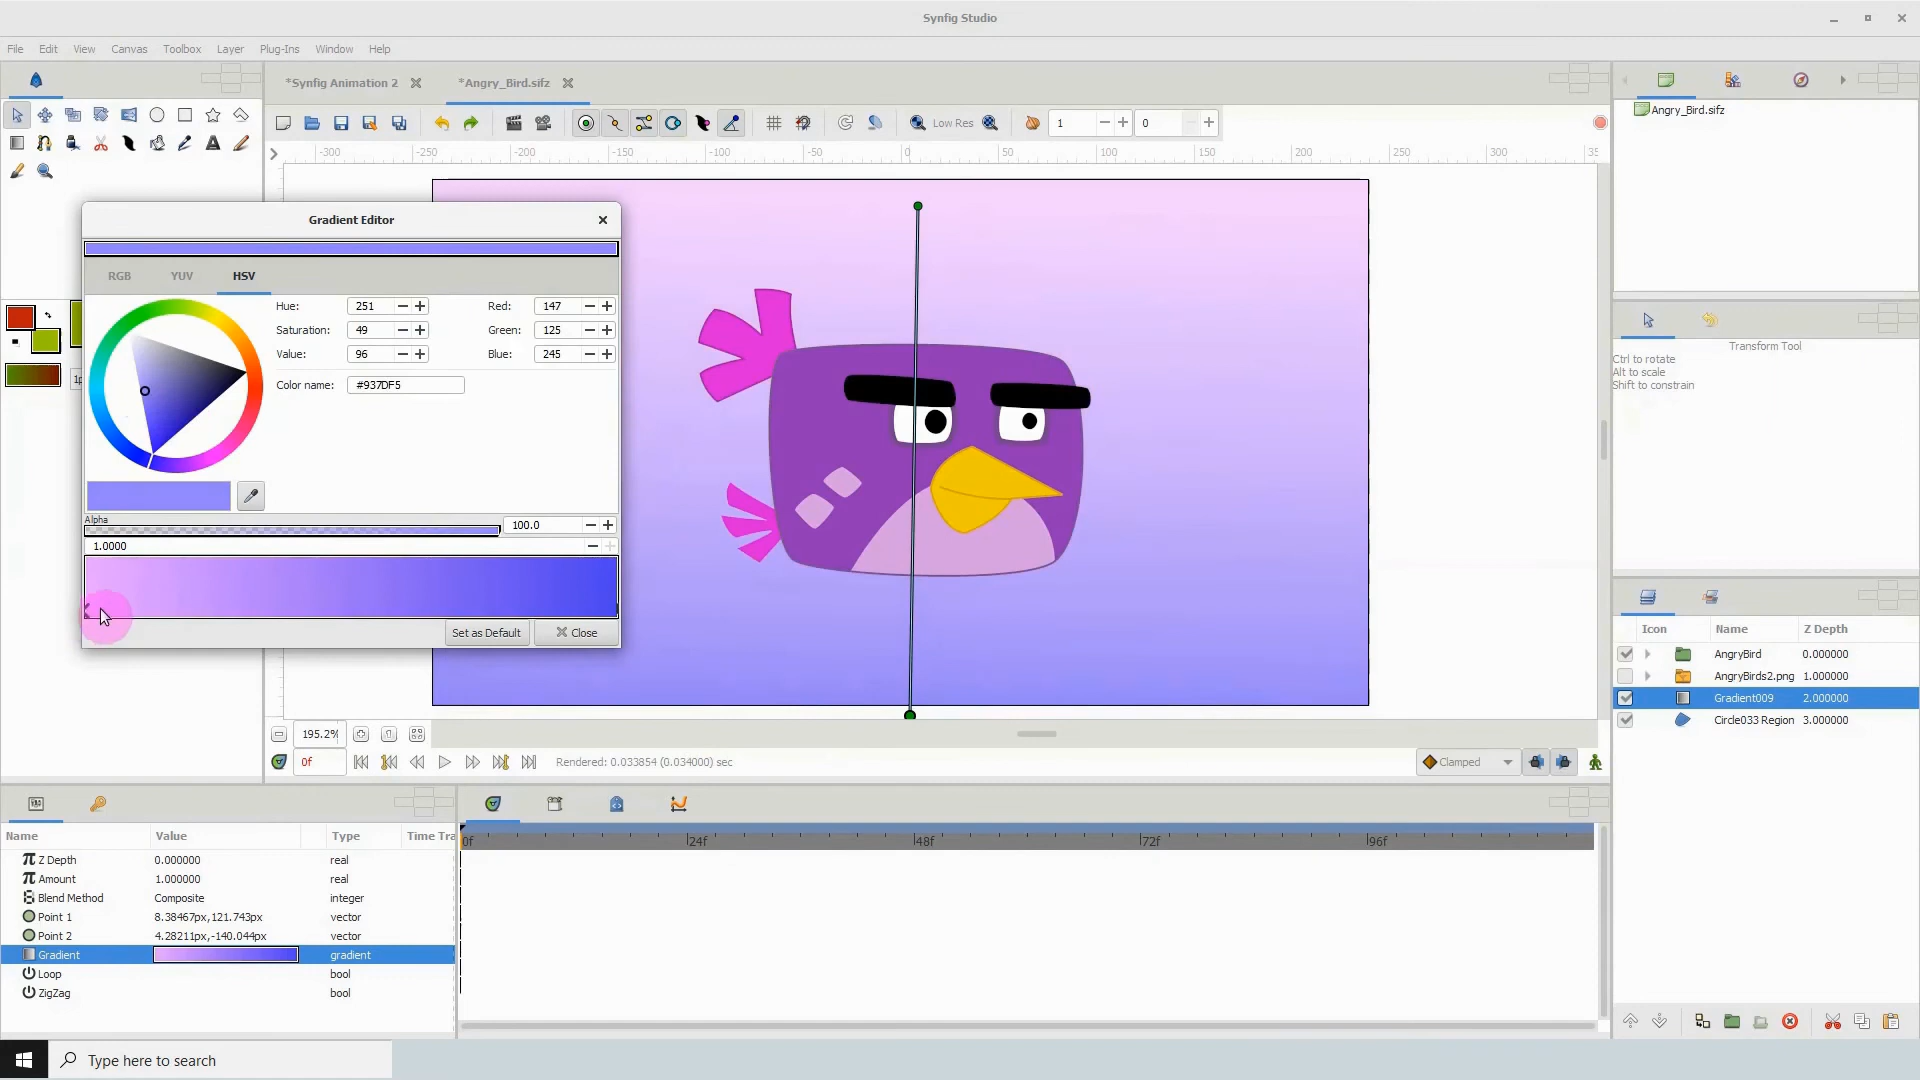 Synfig Studio
File Edit View Canvas Toolbox Layer Plug-Ins Window Help
*Synfig Animation 2 *Angry_Bird.sifz
Low Res 1 0
-300 -250 -200 -150 -100 -50 0 50 100 150 200 250 300 35
Angry_Bird.sifz
Gradient Editor
RGB YUV HSV
Hue: 251 Red: 147
Saturation: 49 Green: 125
Value: 96 Blue: 245
Color name: #937DF5
1p
Alpha
100.0
1.0000
Set as Default Close
Transform Tool
Ctrl to rotate
Alt to scale
Shift to constrain
Icon Name Z Depth
AngryBird 0.000000
AngryBirds2.png 1.000000
Gradient009 2.000000
Circle033 Region 3.000000
195.2%
0f Rendered: 0.033854 (0.034000) sec Clamped
Name Value Type Time Tra
Z Depth 0.000000 real
Amount 1.000000 real
Blend Method Composite integer
Point 1 8.38467px,121.743px vector
Point 2 4.28211px,-140.044px vector
Gradient gradient
Loop bool
ZigZag bool
0f 24f 48f 72f 96f
Type here to search